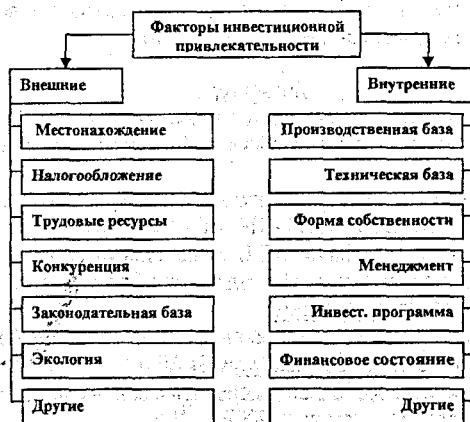 Факторы инвестиционной
привлекательности
Внешние
Внутренние
Местонахождение
Производственная база
Налогообложение
Техническая база
Трудовые ресурсы
Форма собственности
Конкуренция
Менеджмент
Законодательная база
Инвест. программа
Экология
Финансовое состояние
Другие
Другие